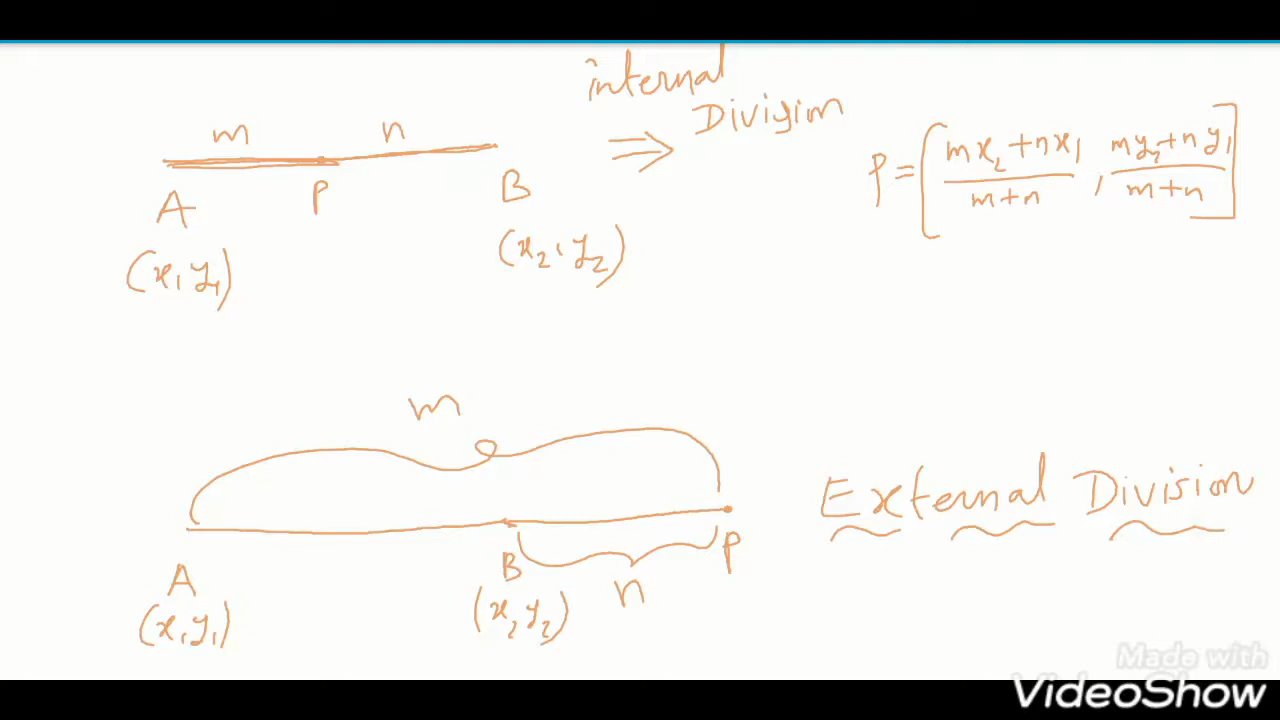 internal
Division
m n
⇒
A P B
(x₁, y₁) (x₂, y₂)
P = [ (mx₂ + nx₁)/(m+n) , (my₂ + ny₁)/(m+n) ]
m
External Division
A B P
(x₁, y₁) (x₂ y₂)
n
Made with
VideoShow